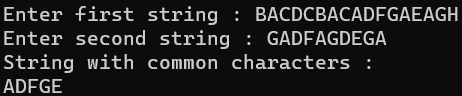 Enter first string : BACDCBACADFGAEAGH
Enter second string : GADFAGDEGA
String with common characters :
ADFGE